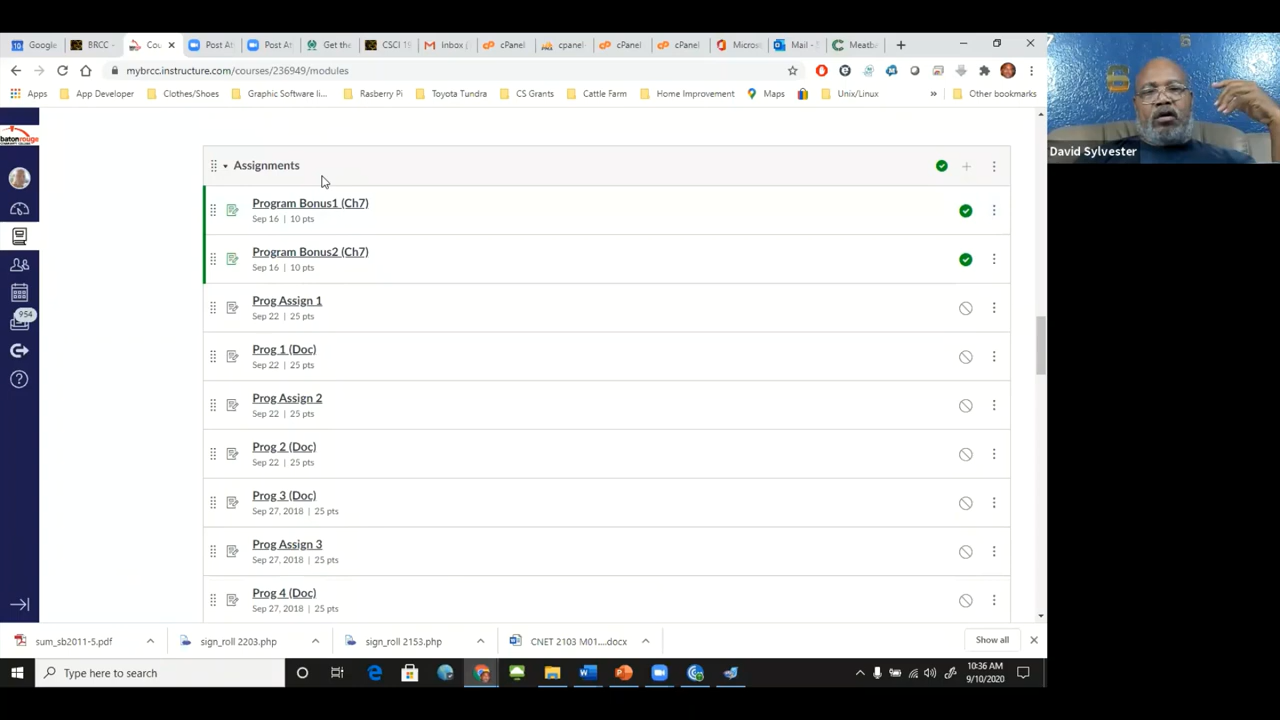 Google
BRCC -
Cou
Post At
Post At
Get the
CSCI 19
Inbox (
cPanel
cpanel
cPanel
cPanel
Micros
Mail -
Meatb
mybrcc.instructure.com/courses/236949/modules
Apps
App Developer
Clothes/Shoes
Graphic Software li...
Rasberry Pi
Toyota Tundra
CS Grants
Cattle Farm
Home Improvement
Maps
Unix/Linux
»
Other bookmarks
David Sylvester
batonrouge
954
Assignments
Program Bonus1 (Ch7)
Sep 16 | 10 pts
Program Bonus2 (Ch7)
Sep 16 | 10 pts
Prog Assign 1
Sep 22 | 25 pts
Prog 1 (Doc)
Sep 22 | 25 pts
Prog Assign 2
Sep 22 | 25 pts
Prog 2 (Doc)
Sep 22 | 25 pts
Prog 3 (Doc)
Sep 27, 2018 | 25 pts
Prog Assign 3
Sep 27, 2018 | 25 pts
Prog 4 (Doc)
Sep 27, 2018 | 25 pts
sum_sb2011-5.pdf
sign_roll 2203.php
sign_roll 2153.php
CNET 2103 M01....docx
Show all
Type here to search
10:36 AM
9/10/2020